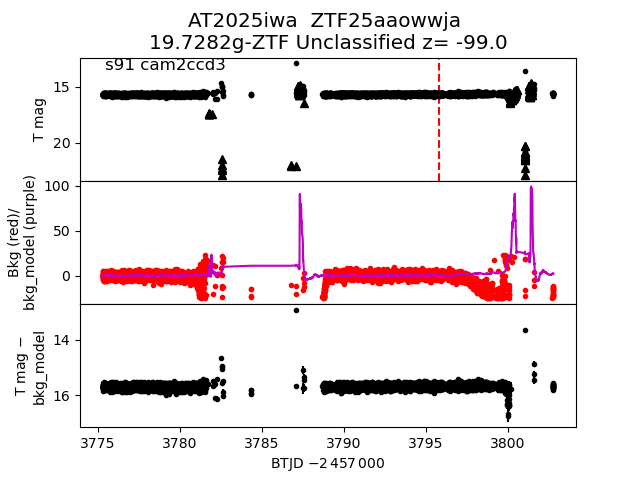 AT2025iwa  ZTF25aaowwja
19.7282g-ZTF Unclassified z= -99.0
s91 cam2ccd3
T mag
15
20
Bkg (red)/
bkg_model (purple)
100
50
0
T mag −
bkg_model
14
16
3775
3780
3785
3790
3795
3800
BTJD −2 457 000